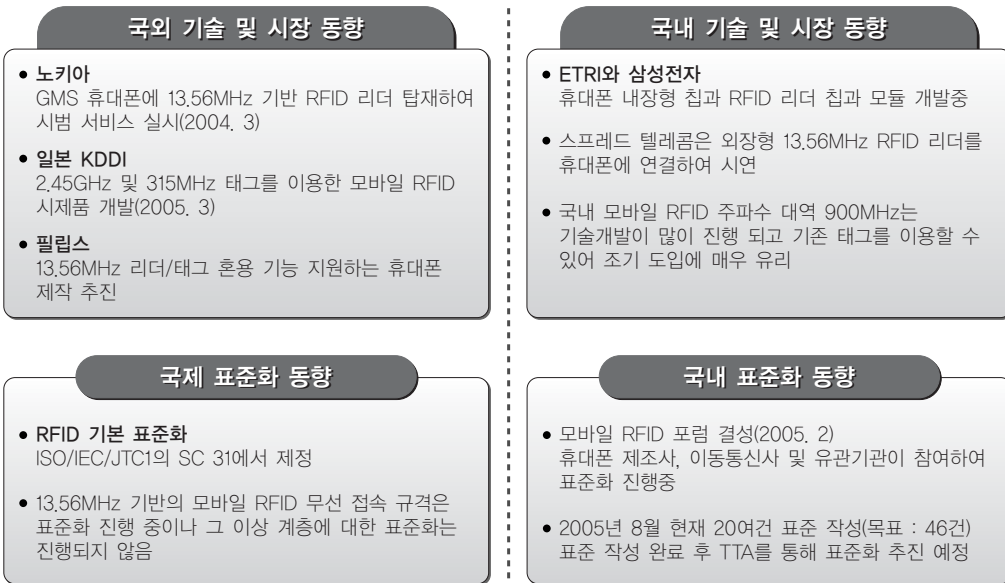 국외 기술 및 시장 동향
• 노키아
GMS 휴대폰에 13.56MHz 기반 RFID 리더 탑재하여
시범 서비스 실시(2004. 3)
• 일본 KDDI
2.45GHz 및 315MHz 태그를 이용한 모바일 RFID
시제품 개발(2005. 3)
• 필립스
13.56MHz 리더/태그 혼용 기능 지원하는 휴대폰
제작 추진
국내 기술 및 시장 동향
• ETRI와 삼성전자
휴대폰 내장형 칩과 RFID 리더 칩과 모듈 개발중
• 스프레드 텔레콤은 외장형 13.56MHz RFID 리더를
휴대폰에 연결하여 시연
• 국내 모바일 RFID 주파수 대역 900MHz는
기술개발이 많이 진행 되고 기존 태그를 이용할 수
있어 조기 도입에 매우 유리
국제 표준화 동향
• RFID 기본 표준화
ISO/IEC/JTC1의 SC 31에서 제정
• 13.56MHz 기반의 모바일 RFID 무선 접속 규격은
표준화 진행 중이나 그 이상 계층에 대한 표준화는
진행되지 않음
국내 표준화 동향
• 모바일 RFID 포럼 결성(2005. 2)
휴대폰 제조사, 이동통신사 및 유관기관이 참여하여
표준화 진행중
• 2005년 8월 현재 20여건 표준 작성(목표 : 46건)
표준 작성 완료 후 TTA를 통해 표준화 추진 예정